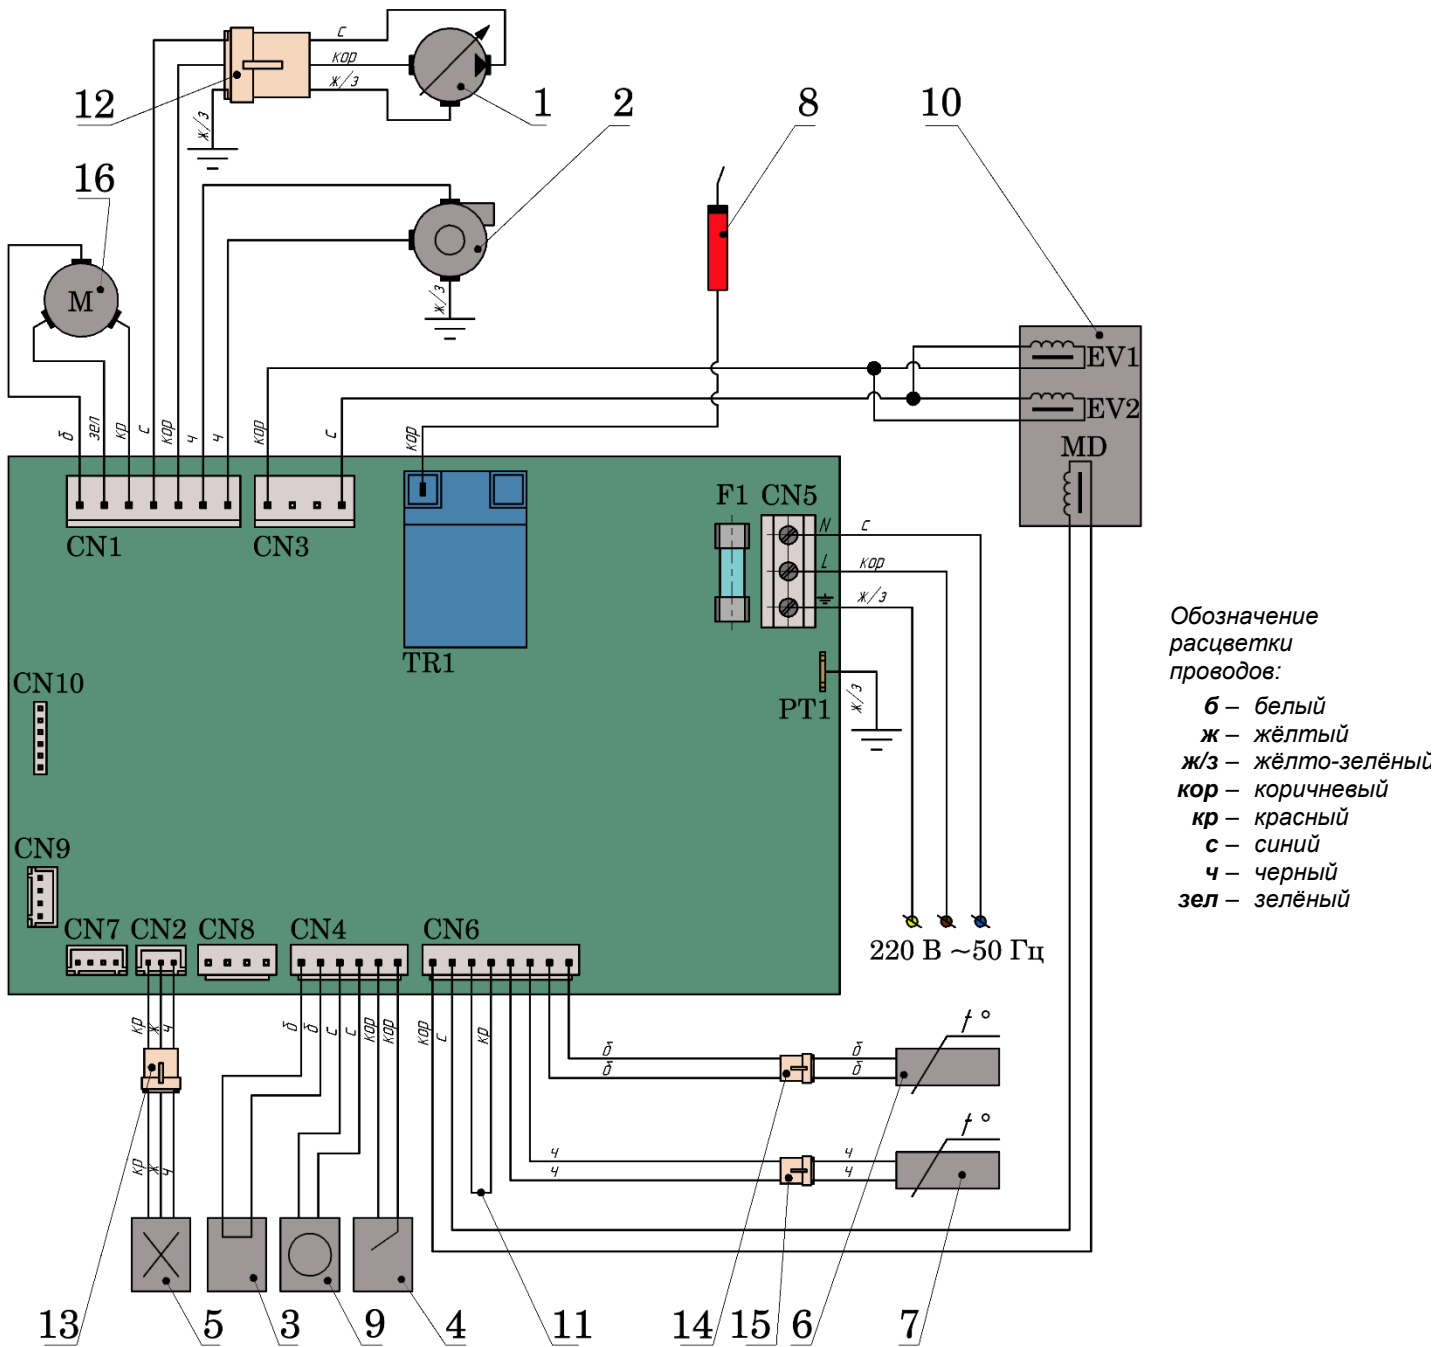 с
кор
ж/з
12
1
2
8
10
ж/з
16
М
ж/з
EV1
EV2
MD
б
зел
кр
с
кор
ч
ч
кор
с
кор
CN1
CN3
TR1
F1
CN5
N
с
L
кор
ж/з
PT1
ж/з
CN10
CN9
CN7
CN2
CN8
CN4
CN6
220 В ~50 Гц
Обозначение
расцветки
проводов:
б – белый
ж – жёлтый
ж/з – жёлто-зелёный
кор – коричневый
кр – красный
с – синий
ч – черный
зел – зелёный
кр
ж
ч
б
б
с
с
кор
кор
кор
с
кр
б
б
б
б
t°
ч
ч
ч
ч
t°
кр
ж
ч
13
5
3
9
4
11
14
15
6
7